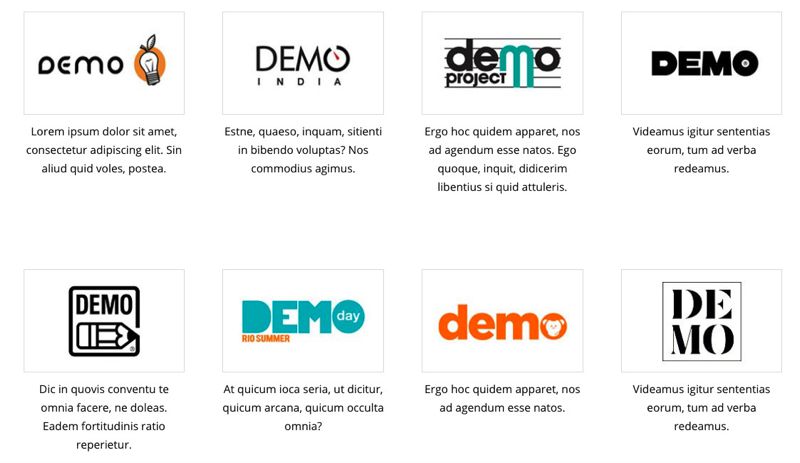 DEMO
DEMO
INDIA
demo
PROJECT
DEMO
Lorem ipsum dolor sit amet,
consectetur adipiscing elit. Sin
aliud quid voles, postea.
Estne, quaeso, inquam, sitienti
in bibendo voluptas? Nos
commodius agimus.
Ergo hoc quidem apparet, nos
ad agendum esse natos. Ego
quoque, inquit, didicerim
libentius si quid attuleris.
Videamus igitur sententias
eorum, tum ad verba
redeamus.
DEMO
®
DEMO
day
RIO SUMMER
demo
DE
MO
Dic in quovis conventu te
omnia facere, ne doleas.
Eadem fortitudinis ratio
reperietur.
At quicum ioca seria, ut dicitur,
quicum arcana, quicum occulta
omnia?
Ergo hoc quidem apparet, nos
ad agendum esse natos.
Videamus igitur sententias
eorum, tum ad verba
redeamus.